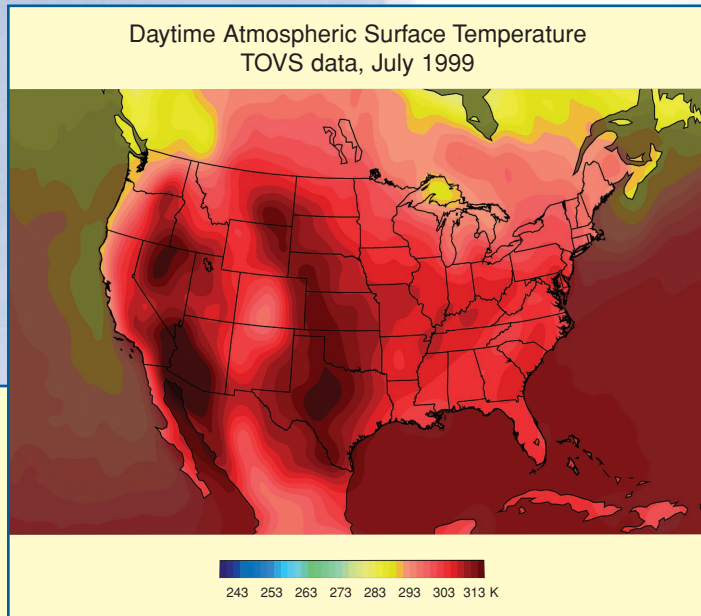 Daytime Atmospheric Surface Temperature
TOVS data, July 1999
243 253 263 273 283 293 303 313 K